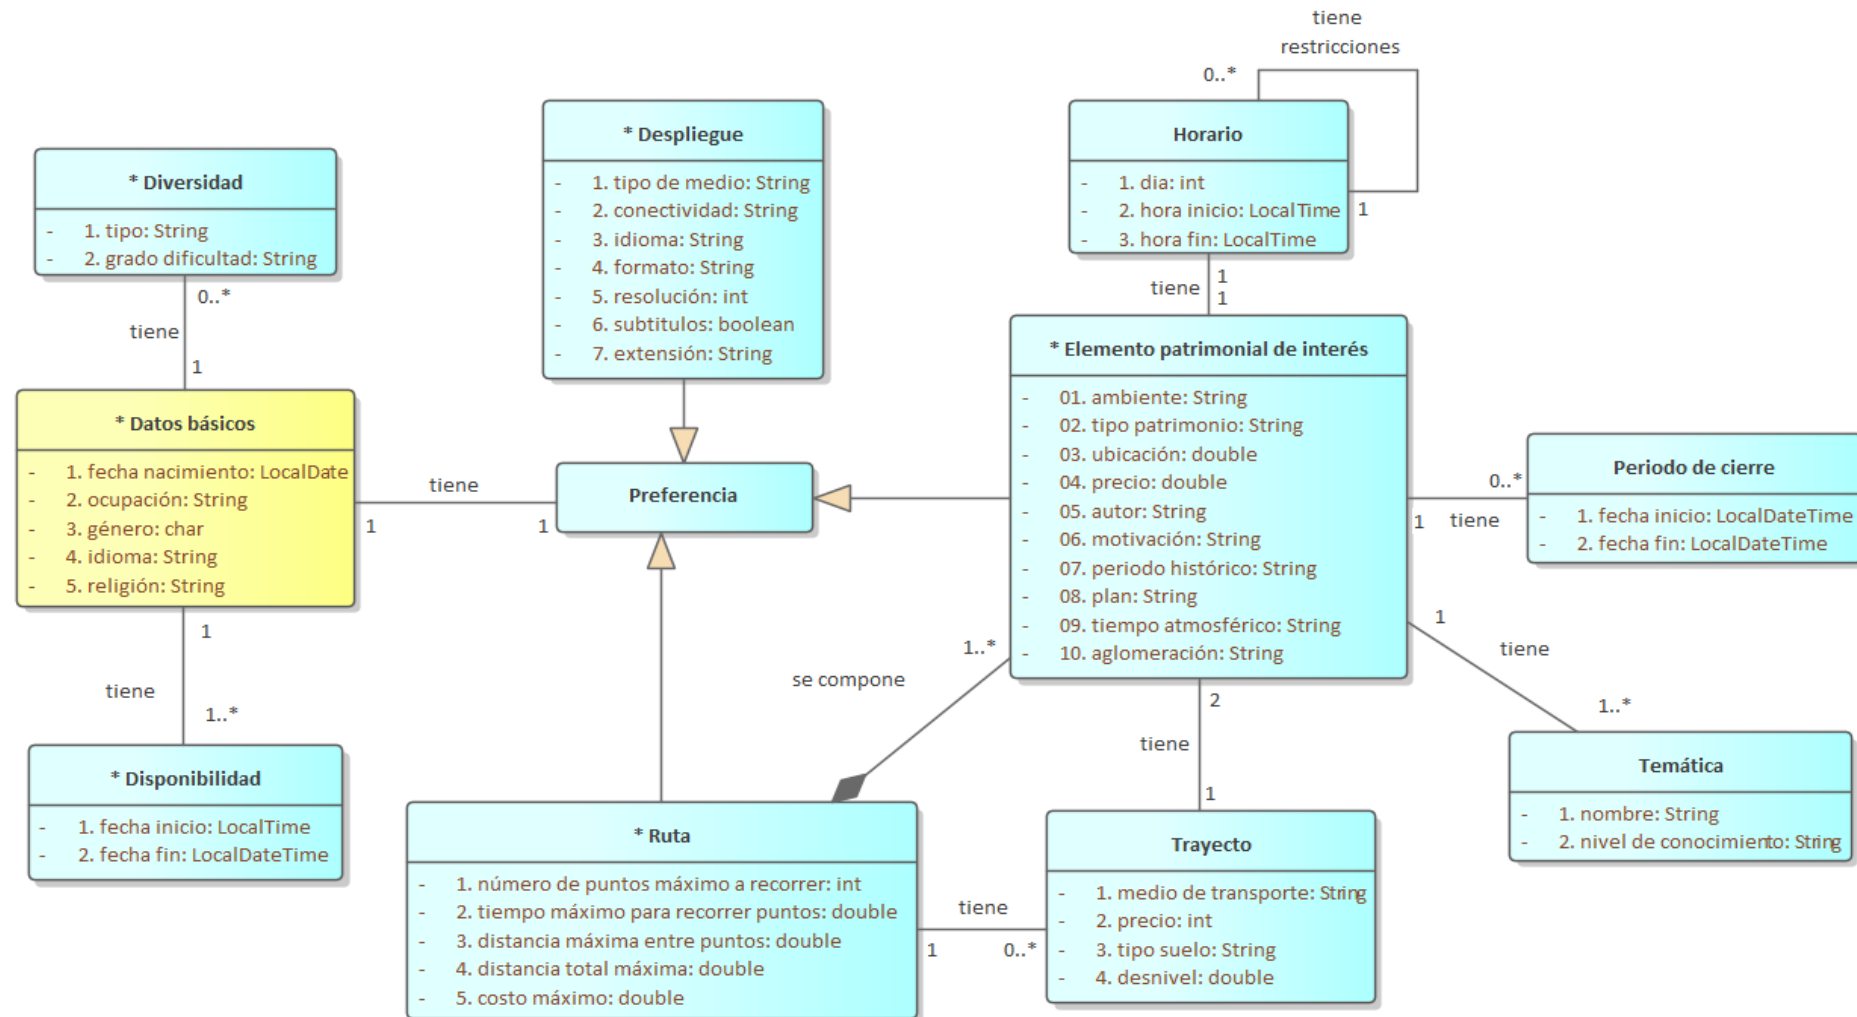 tiene
restricciones
0..*
1
Horario
- 1. dia: int
- 2. hora inicio: LocalTime
- 3. hora fin: LocalTime
* Despliegue
- 1. tipo de medio: String
- 2. conectividad: String
- 3. idioma: String
- 4. formato: String
- 5. resolución: int
- 6. subtitulos: boolean
- 7. extensión: String
* Diversidad
- 1. tipo: String
- 2. grado dificultad: String
0..*
tiene
1
tiene
1
1
* Elemento patrimonial de interés
- 01. ambiente: String
- 02. tipo patrimonio: String
- 03. ubicación: double
- 04. precio: double
- 05. autor: String
- 06. motivación: String
- 07. periodo histórico: String
- 08. plan: String
- 09. tiempo atmosférico: String
- 10. aglomeración: String
* Datos básicos
- 1. fecha nacimiento: LocalDate
- 2. ocupación: String
- 3. género: char
- 4. idioma: String
- 5. religión: String
tiene
1
1
Preferencia
0..*
1
tiene
Periodo de cierre
- 1. fecha inicio: LocalDateTime
- 2. fecha fin: LocalDateTime
1
tiene
1..*
* Disponibilidad
- 1. fecha inicio: LocalTime
- 2. fecha fin: LocalDateTime
1..*
se compone
2
tiene
1
1
tiene
1..*
Temática
- 1. nombre: String
- 2. nivel de conocimiento: String
* Ruta
- 1. número de puntos máximo a recorrer: int
- 2. tiempo máximo para recorrer puntos: double
- 3. distancia máxima entre puntos: double
- 4. distancia total máxima: double
- 5. costo máximo: double
tiene
1
0..*
Trayecto
- 1. medio de transporte: String
- 2. precio: int
- 3. tipo suelo: String
- 4. desnivel: double